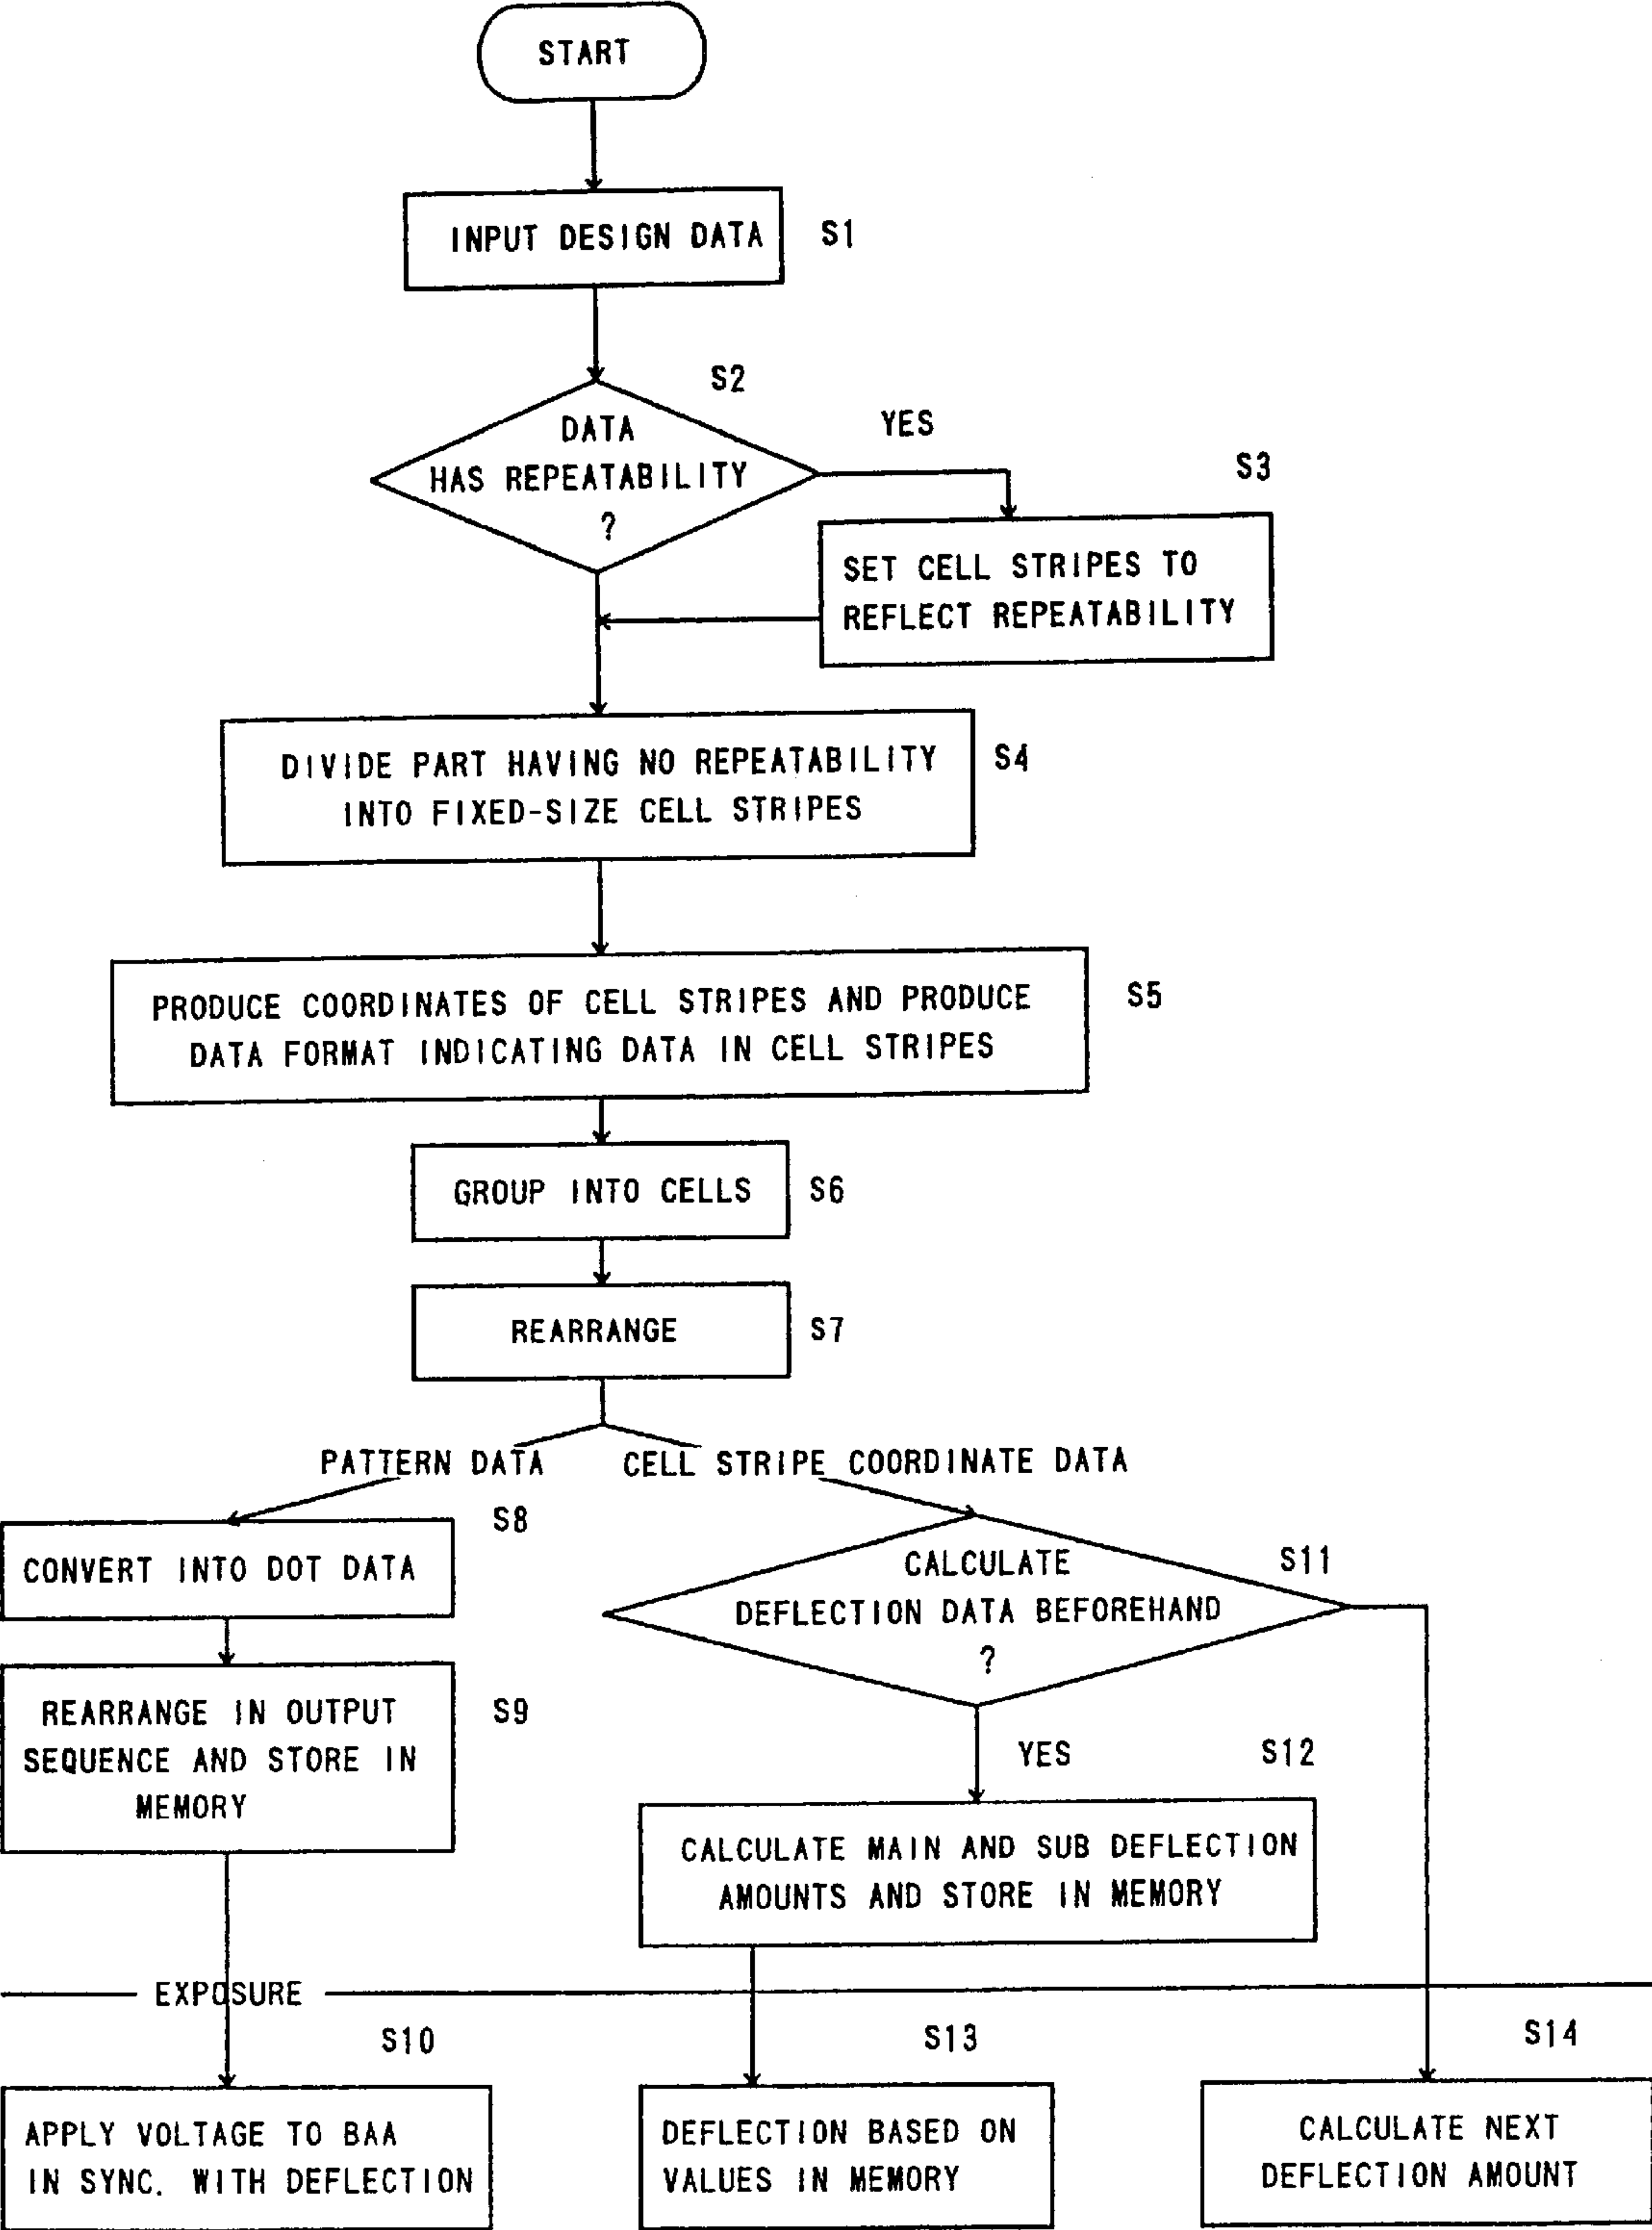 START
INPUT DESIGN DATA
S1
S2
DATA
HAS REPEATABILITY
?
YES
S3
SET CELL STRIPES TO
REFLECT REPEATABILITY
DIVIDE PART HAVING NO REPEATABILITY
INTO FIXED-SIZE CELL STRIPES
S4
PRODUCE COORDINATES OF CELL STRIPES AND PRODUCE
DATA FORMAT INDICATING DATA IN CELL STRIPES
S5
GROUP INTO CELLS
S6
REARRANGE
S7
PATTERN DATA
CELL STRIPE COORDINATE DATA
S8
CONVERT INTO DOT DATA
REARRANGE IN OUTPUT
SEQUENCE AND STORE IN
MEMORY
S9
CALCULATE
DEFLECTION DATA BEFOREHAND
?
S11
YES
S12
CALCULATE MAIN AND SUB DEFLECTION
AMOUNTS AND STORE IN MEMORY
EXPOSURE
S10
APPLY VOLTAGE TO BAA
IN SYNC. WITH DEFLECTION
S13
DEFLECTION BASED ON
VALUES IN MEMORY
S14
CALCULATE NEXT
DEFLECTION AMOUNT